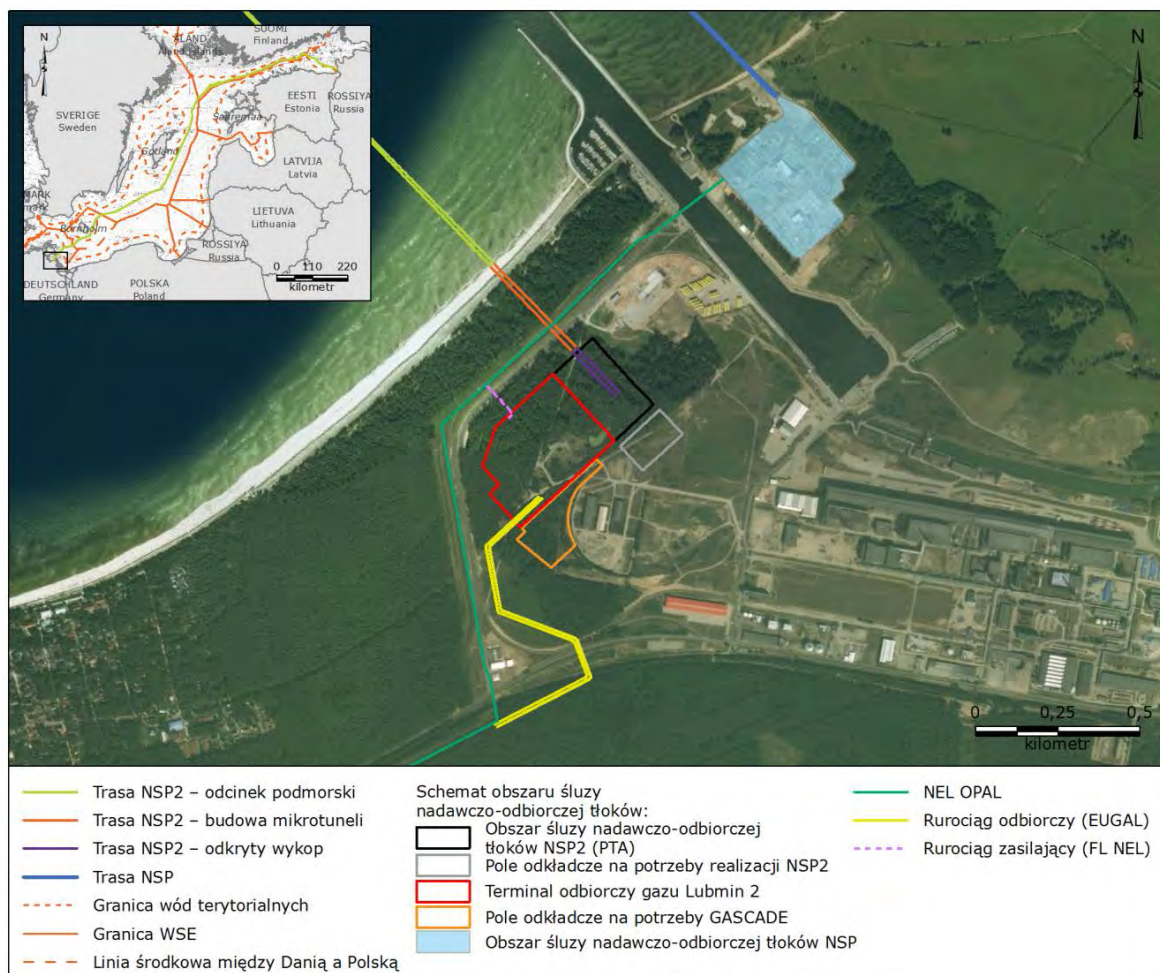 N
ÅLAND
Åland Islands
SUOMI
Finland
SVERIGE
Sweden
EESTI
Estonia
ROSSIYA
Russia
Saaremaa
Gotland
LATVIJA
Latvia
MARK
mark
Bornholm
LIETUVA
Lithuania
ROSSIYA
Russia
DEUTSCHLAND
Germany
POLSKA
Poland
0 110 220
kilometr
N
0 0,25 0,5
kilometr
Trasa NSP2 – odcinek podmorski
Trasa NSP2 – budowa mikrotuneli
Trasa NSP2 – odkryty wykop
Trasa NSP
Granica wód terytorialnych
Granica WSE
Linia środkowa między Danią a Polską
Schemat obszaru śluzy
nadawczo-odbiorczej tłoków:
Obszar śluzy nadawczo-odbiorczej
tłoków NSP2 (PTA)
Pole odkładcze na potrzeby realizacji NSP2
Terminal odbiorczy gazu Lubmin 2
Pole odkładcze na potrzeby GASCADE
Obszar śluzy nadawczo-odbiorczej tłoków NSP
NEL OPAL
Rurociąg odbiorczy (EUGAL)
Rurociąg zasilający (FL NEL)